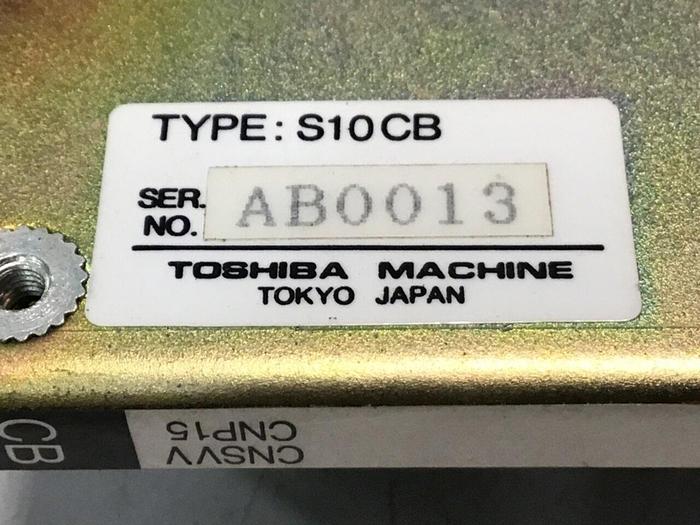 TYPE: S10CB
SER. NO. AB0013
TOSHIBA MACHINE
TOKYO JAPAN
CB
CNSVV
CNP15